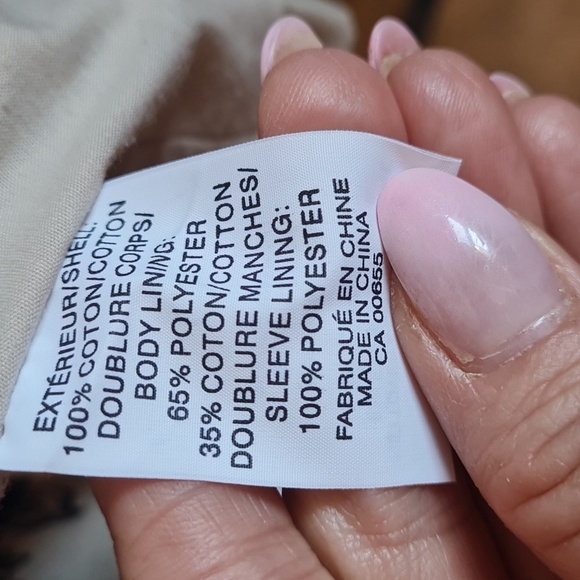 EXTÉRIEUR/SHELL:
100% COTON/COTTON
DOUBLURE CORPS/
BODY LINING:
65% POLYESTER
35% COTON/COTTON
DOUBLURE MANCHES/
SLEEVE LINING:
100% POLYESTER
FABRIQUÉ EN CHINE
MADE IN CHINA
CA 00655